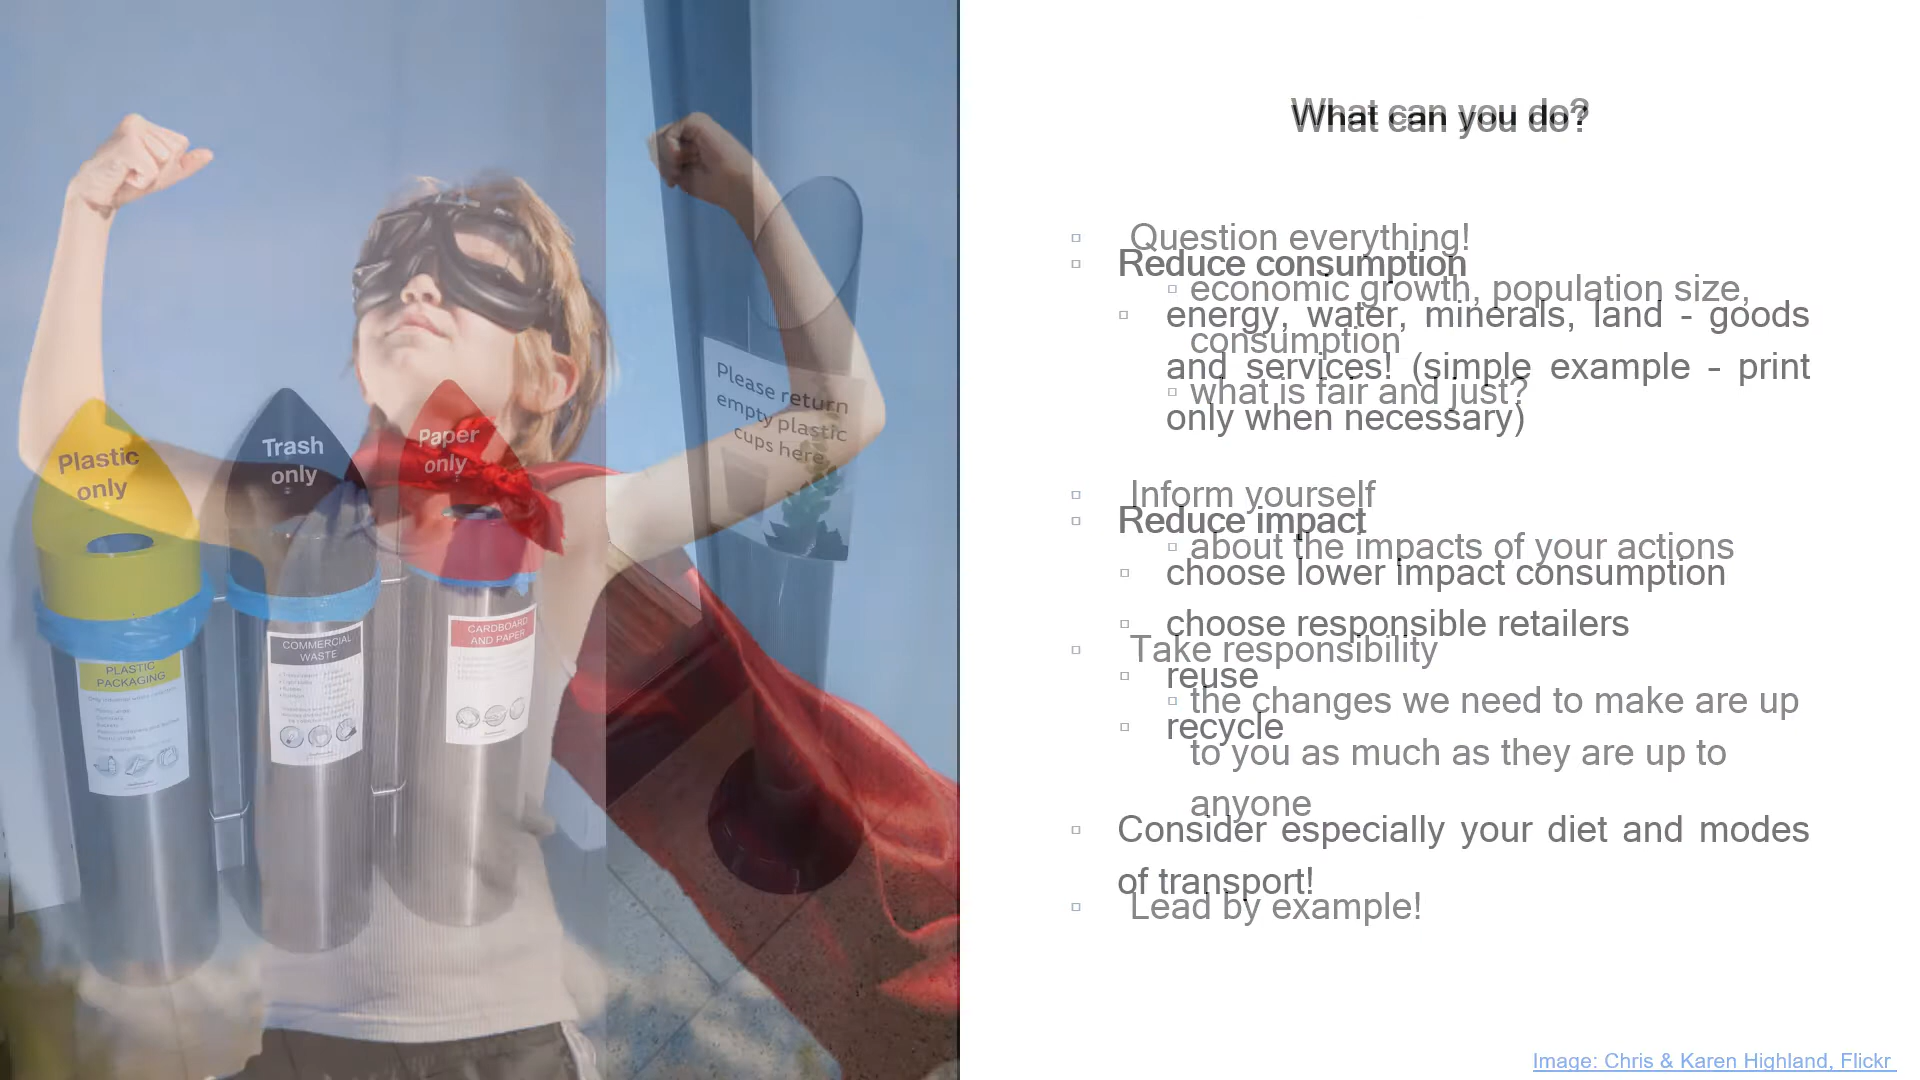 What can you do?
Question everything!
economic growth, population size,
consumption
what is fair and just?
Inform yourself
about the impacts of your actions
Take responsibility
the changes we need to make are up
to you as much as they are up to
anyone
Lead by example!
What can you do?
Reduce consumption
energy, water, minerals, land - goods
and services! (simple example - print
only when necessary)
Reduce impact
choose lower impact consumption
choose responsible retailers
reuse
recycle
Consider especially your diet and modes
of transport!
Image: Chris & Karen Highland, Flickr
Plastic
only
Trash
only
Paper
only
Please return
empty plastic
cups here
PLASTIC
PACKAGING
COMMERCIAL
WASTE
CARDBOARD
AND PAPER